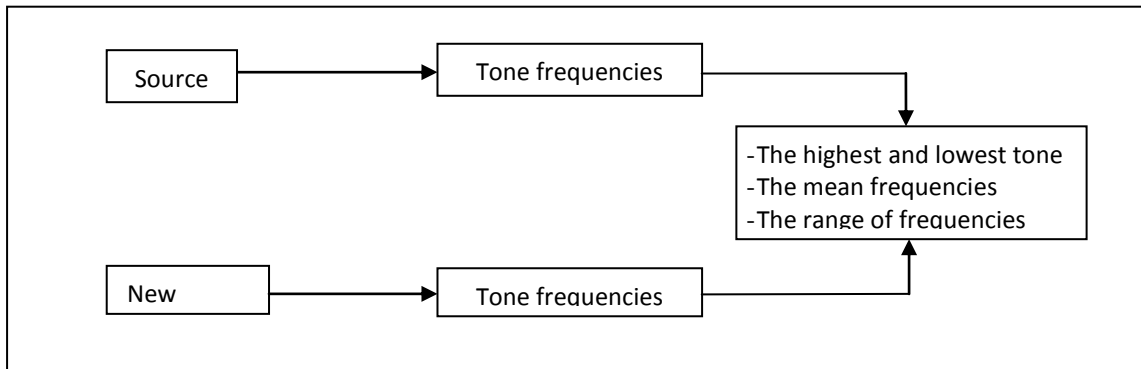 Source
Tone frequencies
-The highest and lowest tone
-The mean frequencies
-The range of frequencies
New
Tone frequencies